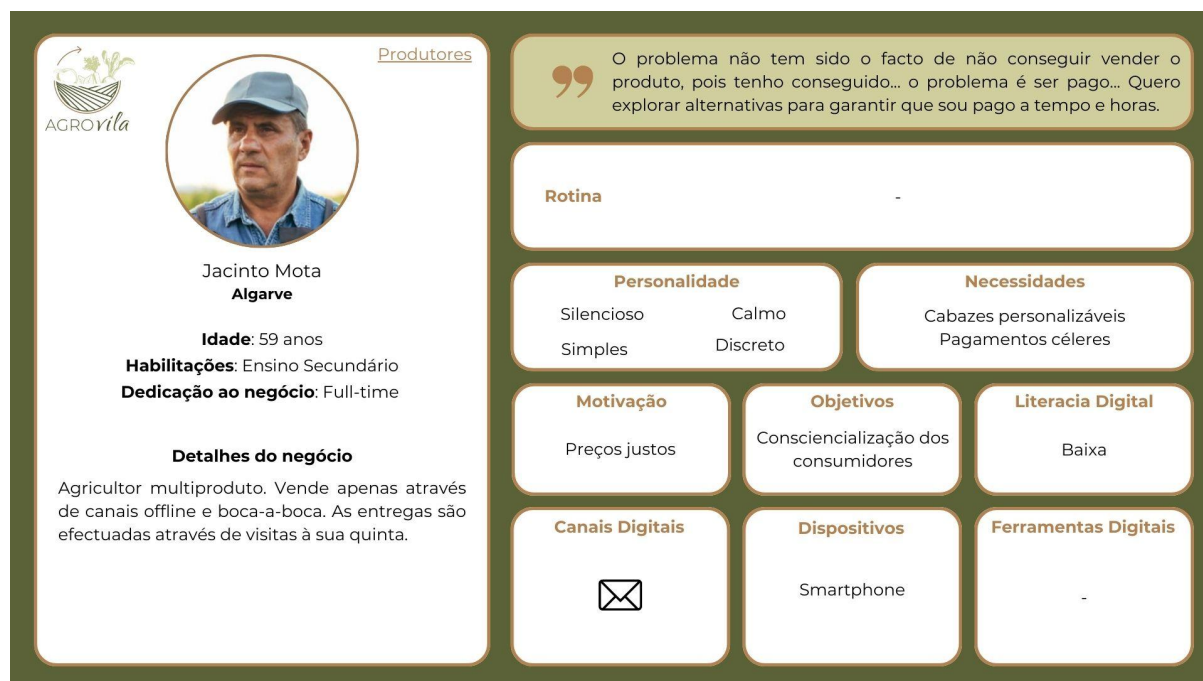 AGROvila
Produtores
Jacinto Mota
Algarve
Idade: 59 anos
Habilitações: Ensino Secundário
Dedicação ao negócio: Full-time
Detalhes do negócio
Agricultor multiproduto. Vende apenas através
de canais offline e boca-a-boca. As entregas são
efectuadas através de visitas à sua quinta.
O problema não tem sido o facto de não conseguir vender o
produto, pois tenho conseguido... o problema é ser pago... Quero
explorar alternativas para garantir que sou pago a tempo e horas.
Rotina
-
Personalidade
Silencioso Calmo
Simples Discreto
Necessidades
Cabazes personalizáveis
Pagamentos céleres
Motivação
Preços justos
Objetivos
Consciencialização dos
consumidores
Literacia Digital
Baixa
Canais Digitais
Dispositivos
Smartphone
Ferramentas Digitais
-